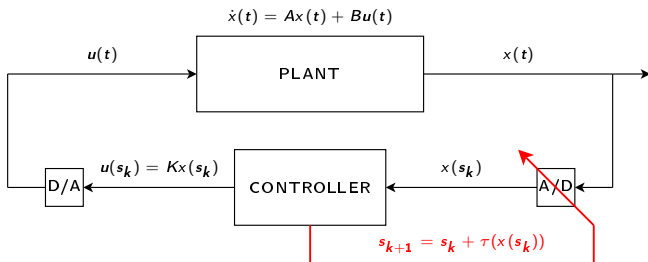 ẋ(t) = Ax(t) + Bu(t)
u(t)
x(t)
PLANT
u(s_k) = Kx(s_k)
x(s_k)
D/A
CONTROLLER
A/D
s_{k+1} = s_k + τ(x(s_k))